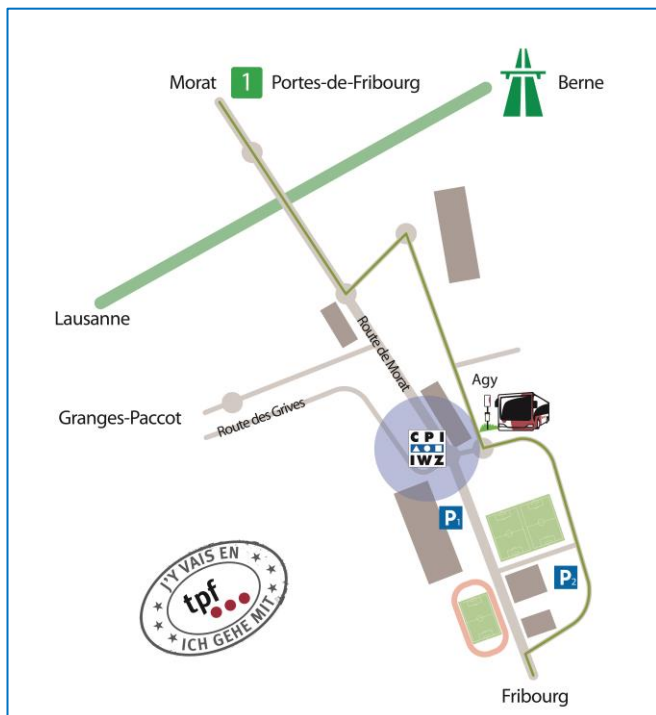 Morat 1 Portes-de-Fribourg
Berne
Lausanne
Route de Morat
Agy
Granges-Paccot
Route des Grives
CPI
IWZ
P1
P2
J'Y VAIS EN
tpf
ICH GEHE MIT
Fribourg